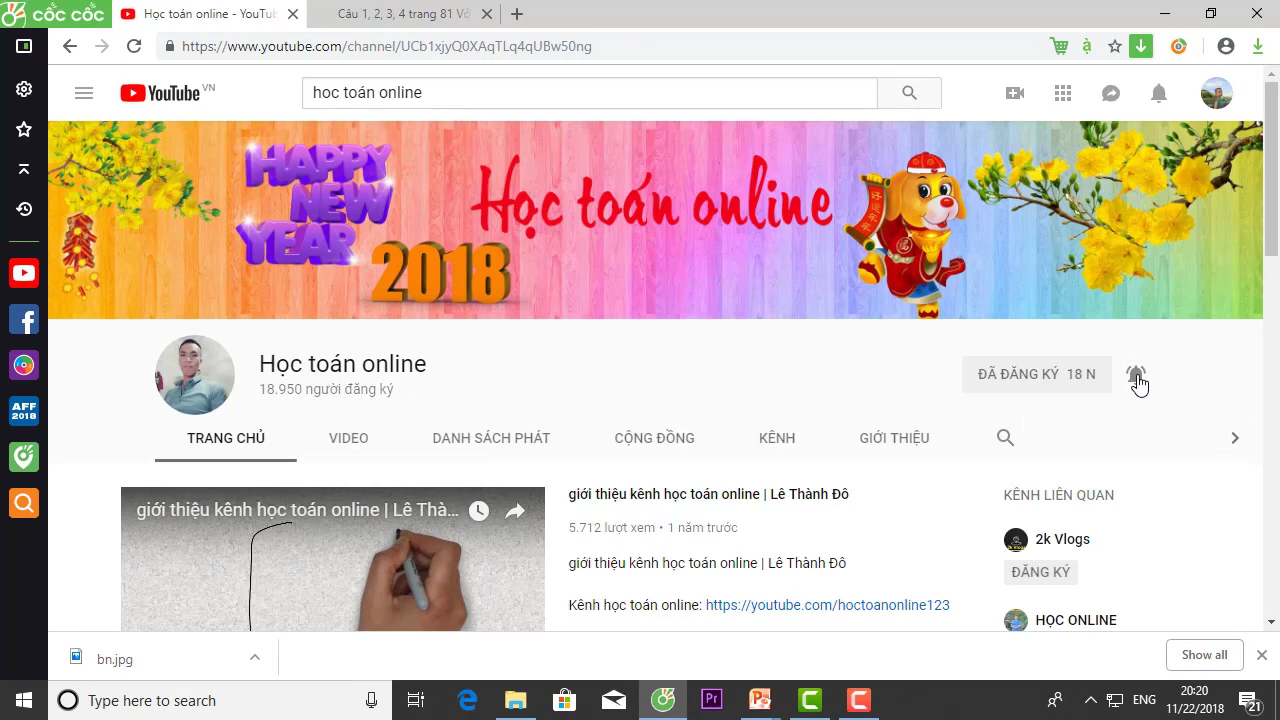 cốc cốc
Học toán online - YouTub
Câu 1, 2, 3, 4 trang 81 Vở
https://www.youtube.com/channel/UCb1xjyQ0XAqTLq4qUBw50ng
YouTube VN
hoc toán online
HAPPY
NEW
YEAR
2018
Học toán online
Học toán online
18.950 người đăng ký
ĐÃ ĐĂNG KÝ 18 N
TRANG CHỦ VIDEO DANH SÁCH PHÁT CỘNG ĐỒNG KÊNH GIỚI THIỆU
giới thiệu kênh học toán online | Lê Thà...
giới thiệu kênh học toán online | Lê Thành Đô
5.712 lượt xem • 1 năm trước
giới thiệu kênh học toán online | Lê Thành Đô
Kênh học toán online: https://youtube.com/hoctoanonline123
KÊNH LIÊN QUAN
2k Vlogs
ĐĂNG KÝ
HỌC ONLINE
AFF
2018
bn.jpg
Show all
Type here to search
Pr
ENG
20:20
11/22/2018
21